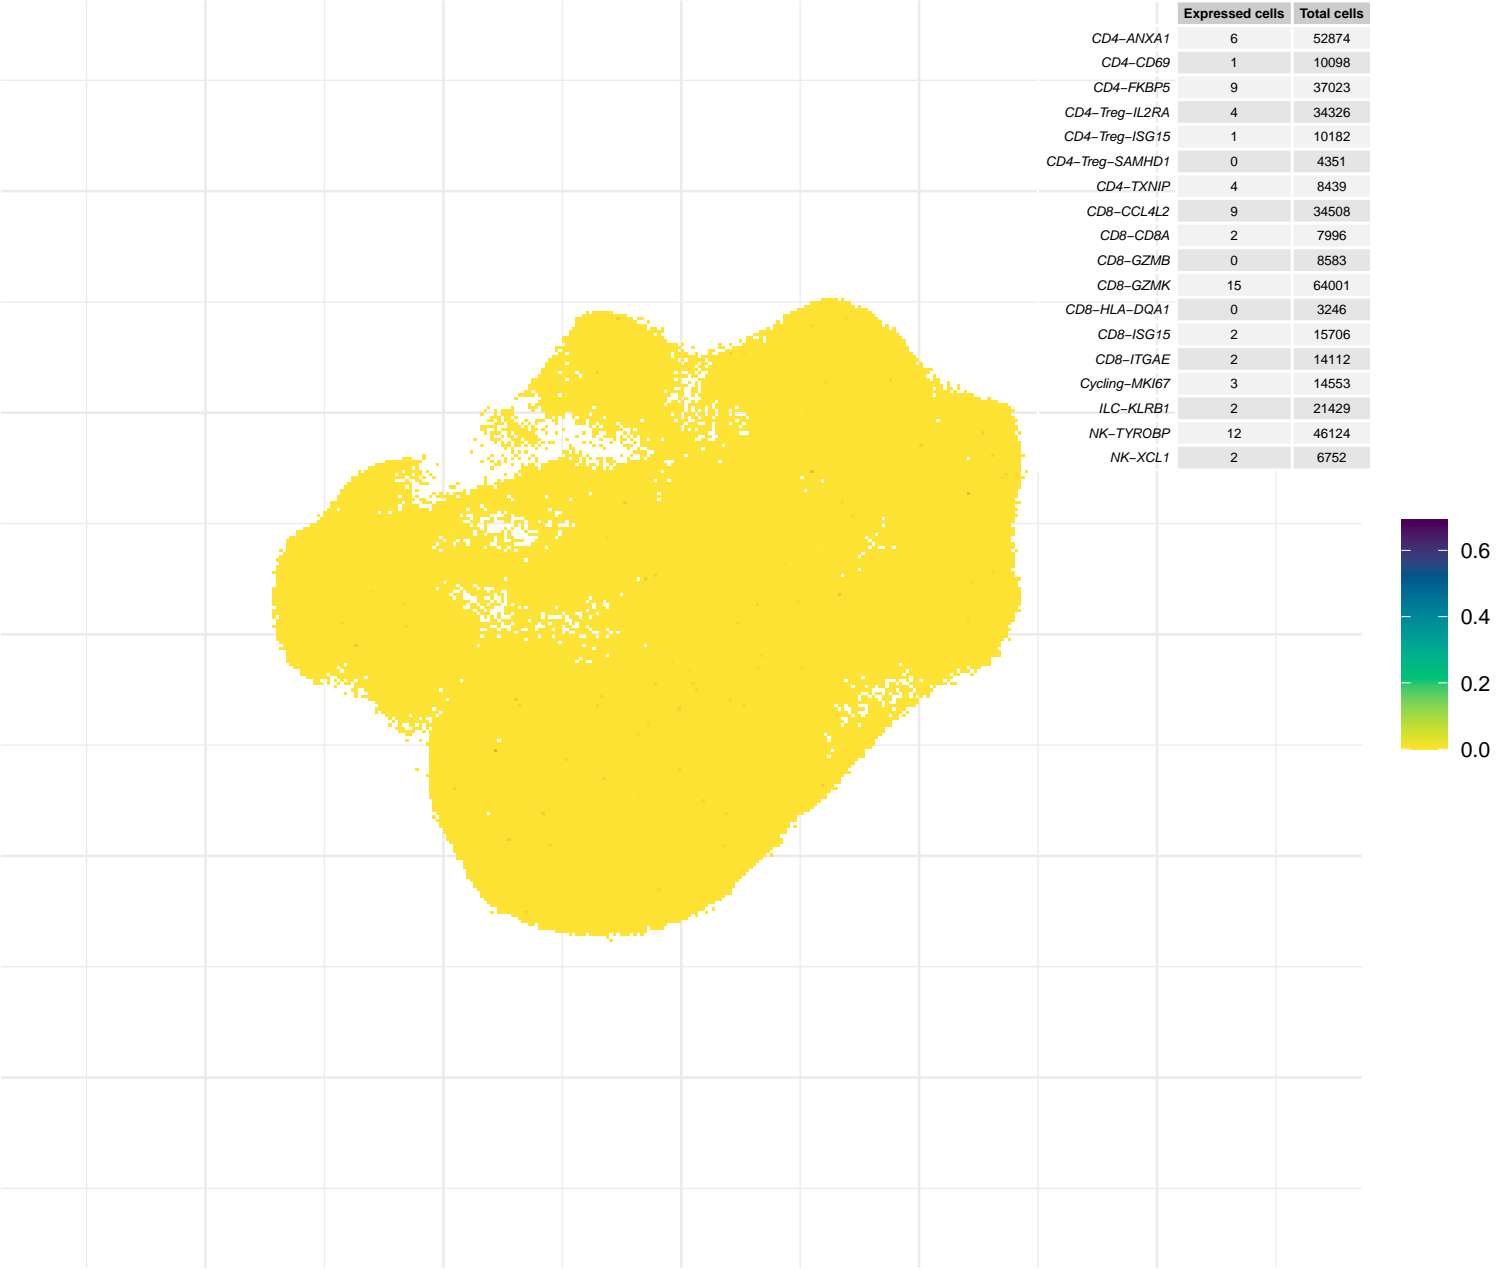 Expressed cells Total cells
CD4−ANXA1 6 52874
CD4−CD69 1 10098
CD4−FKBP5 9 37023
CD4−Treg−IL2RA 4 34326
CD4−Treg−ISG15 1 10182
CD4−Treg−SAMHD1 0 4351
CD4−TXNIP 4 8439
CD8−CCL4L2 9 34508
CD8−CD8A 2 7996
CD8−GZMB 0 8583
CD8−GZMK 15 64001
CD8−HLA−DQA1 0 3246
CD8−ISG15 2 15706
CD8−ITGAE 2 14112
Cycling−MKI67 3 14553
ILC−KLRB1 2 21429
NK−TYROBP 12 46124
NK−XCL1 2 6752
0.6
0.4
0.2
0.0